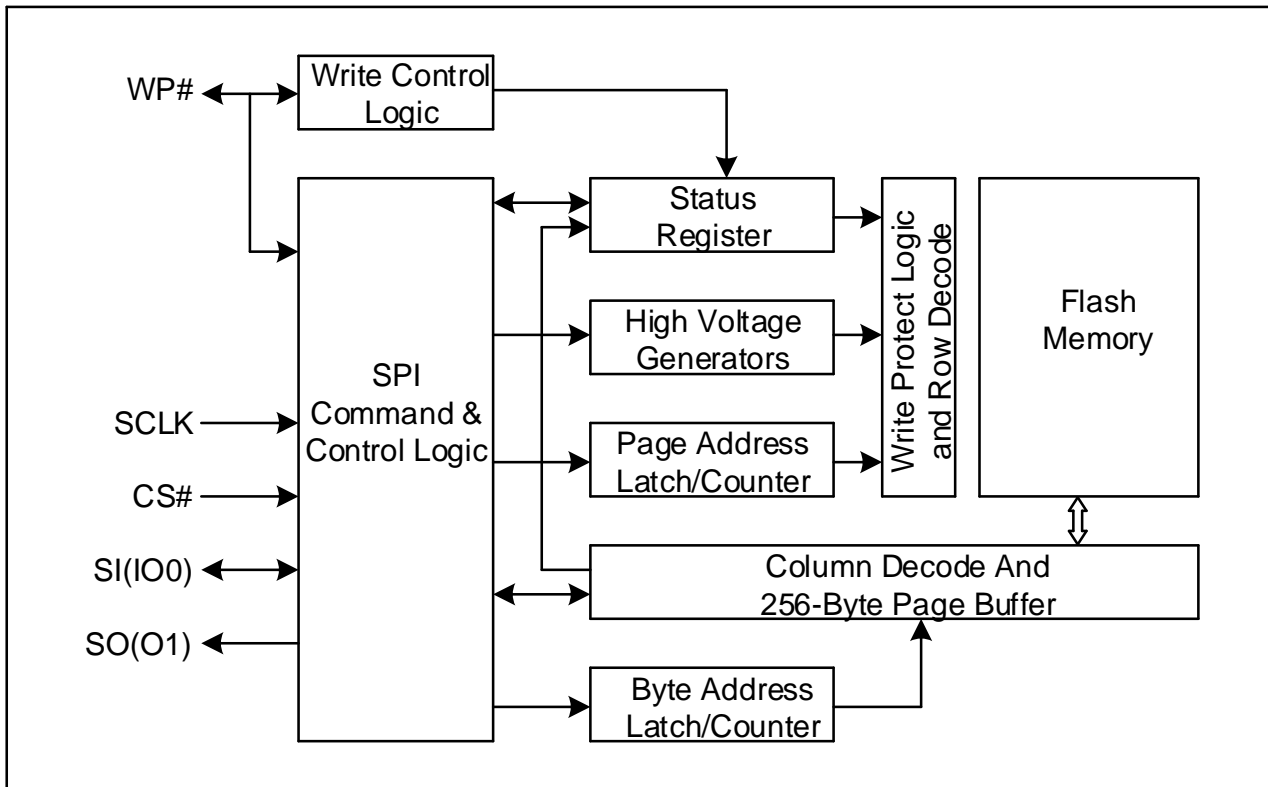 WP#
Write Control
Logic
Status
Register
High Voltage
Generators
Page Address
Latch/Counter
Write Protect Logic
and Row Decode
Flash
Memory
SPI
Command &
Control Logic
SCLK
CS#
SI(IO0)
SO(O1)
Column Decode And
256-Byte Page Buffer
Byte Address
Latch/Counter